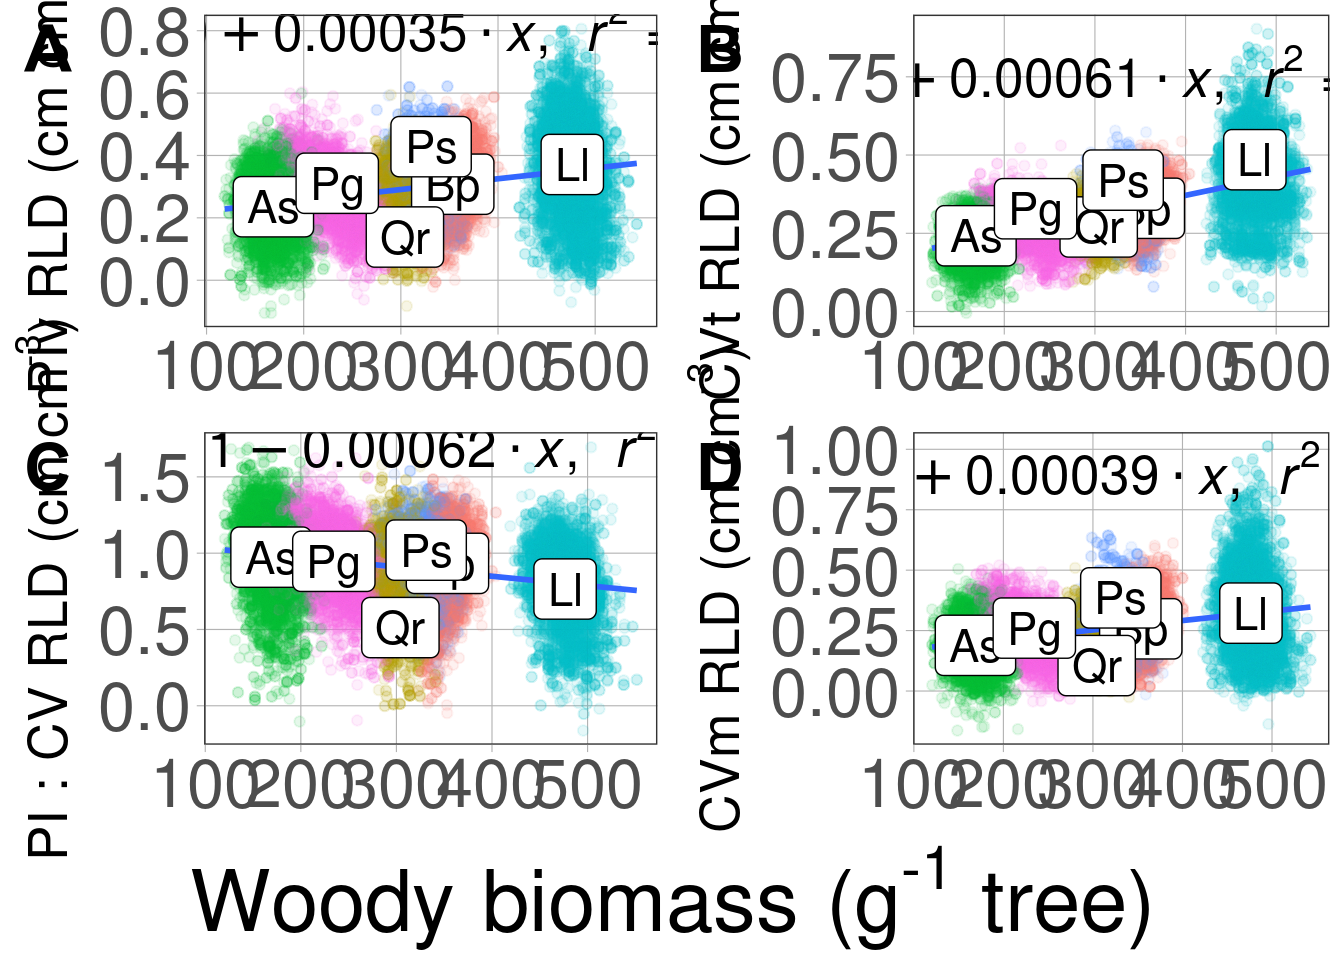 A
+ 0.00035 · x, r² =
0.8
0.6
0.4
0.2
0.0
As
Pg
Ps
Bp
Qr
Ll
100 200 300 400 500
B
+ 0.00061 · x, r² =
0.75
0.50
0.25
0.00
As
Pg
Ps
Qr
Ll
100 200 300 400 500
CVt RLD (cm
C
1 − 0.00062 · x, r²
1.5
1.0
0.5
0.0
As
Pg
Ps
Qr
Ll
100 200 300 400 500
PI : CV RLD (cm cm⁻³)
D
+ 0.00039 · x, r²
1.00
0.75
0.50
0.25
0.00
As
Pg
Ps
Qr
Ll
100 200 300 400 500
CVm RLD (cm cm⁻³)
Woody biomass (g⁻¹ tree)